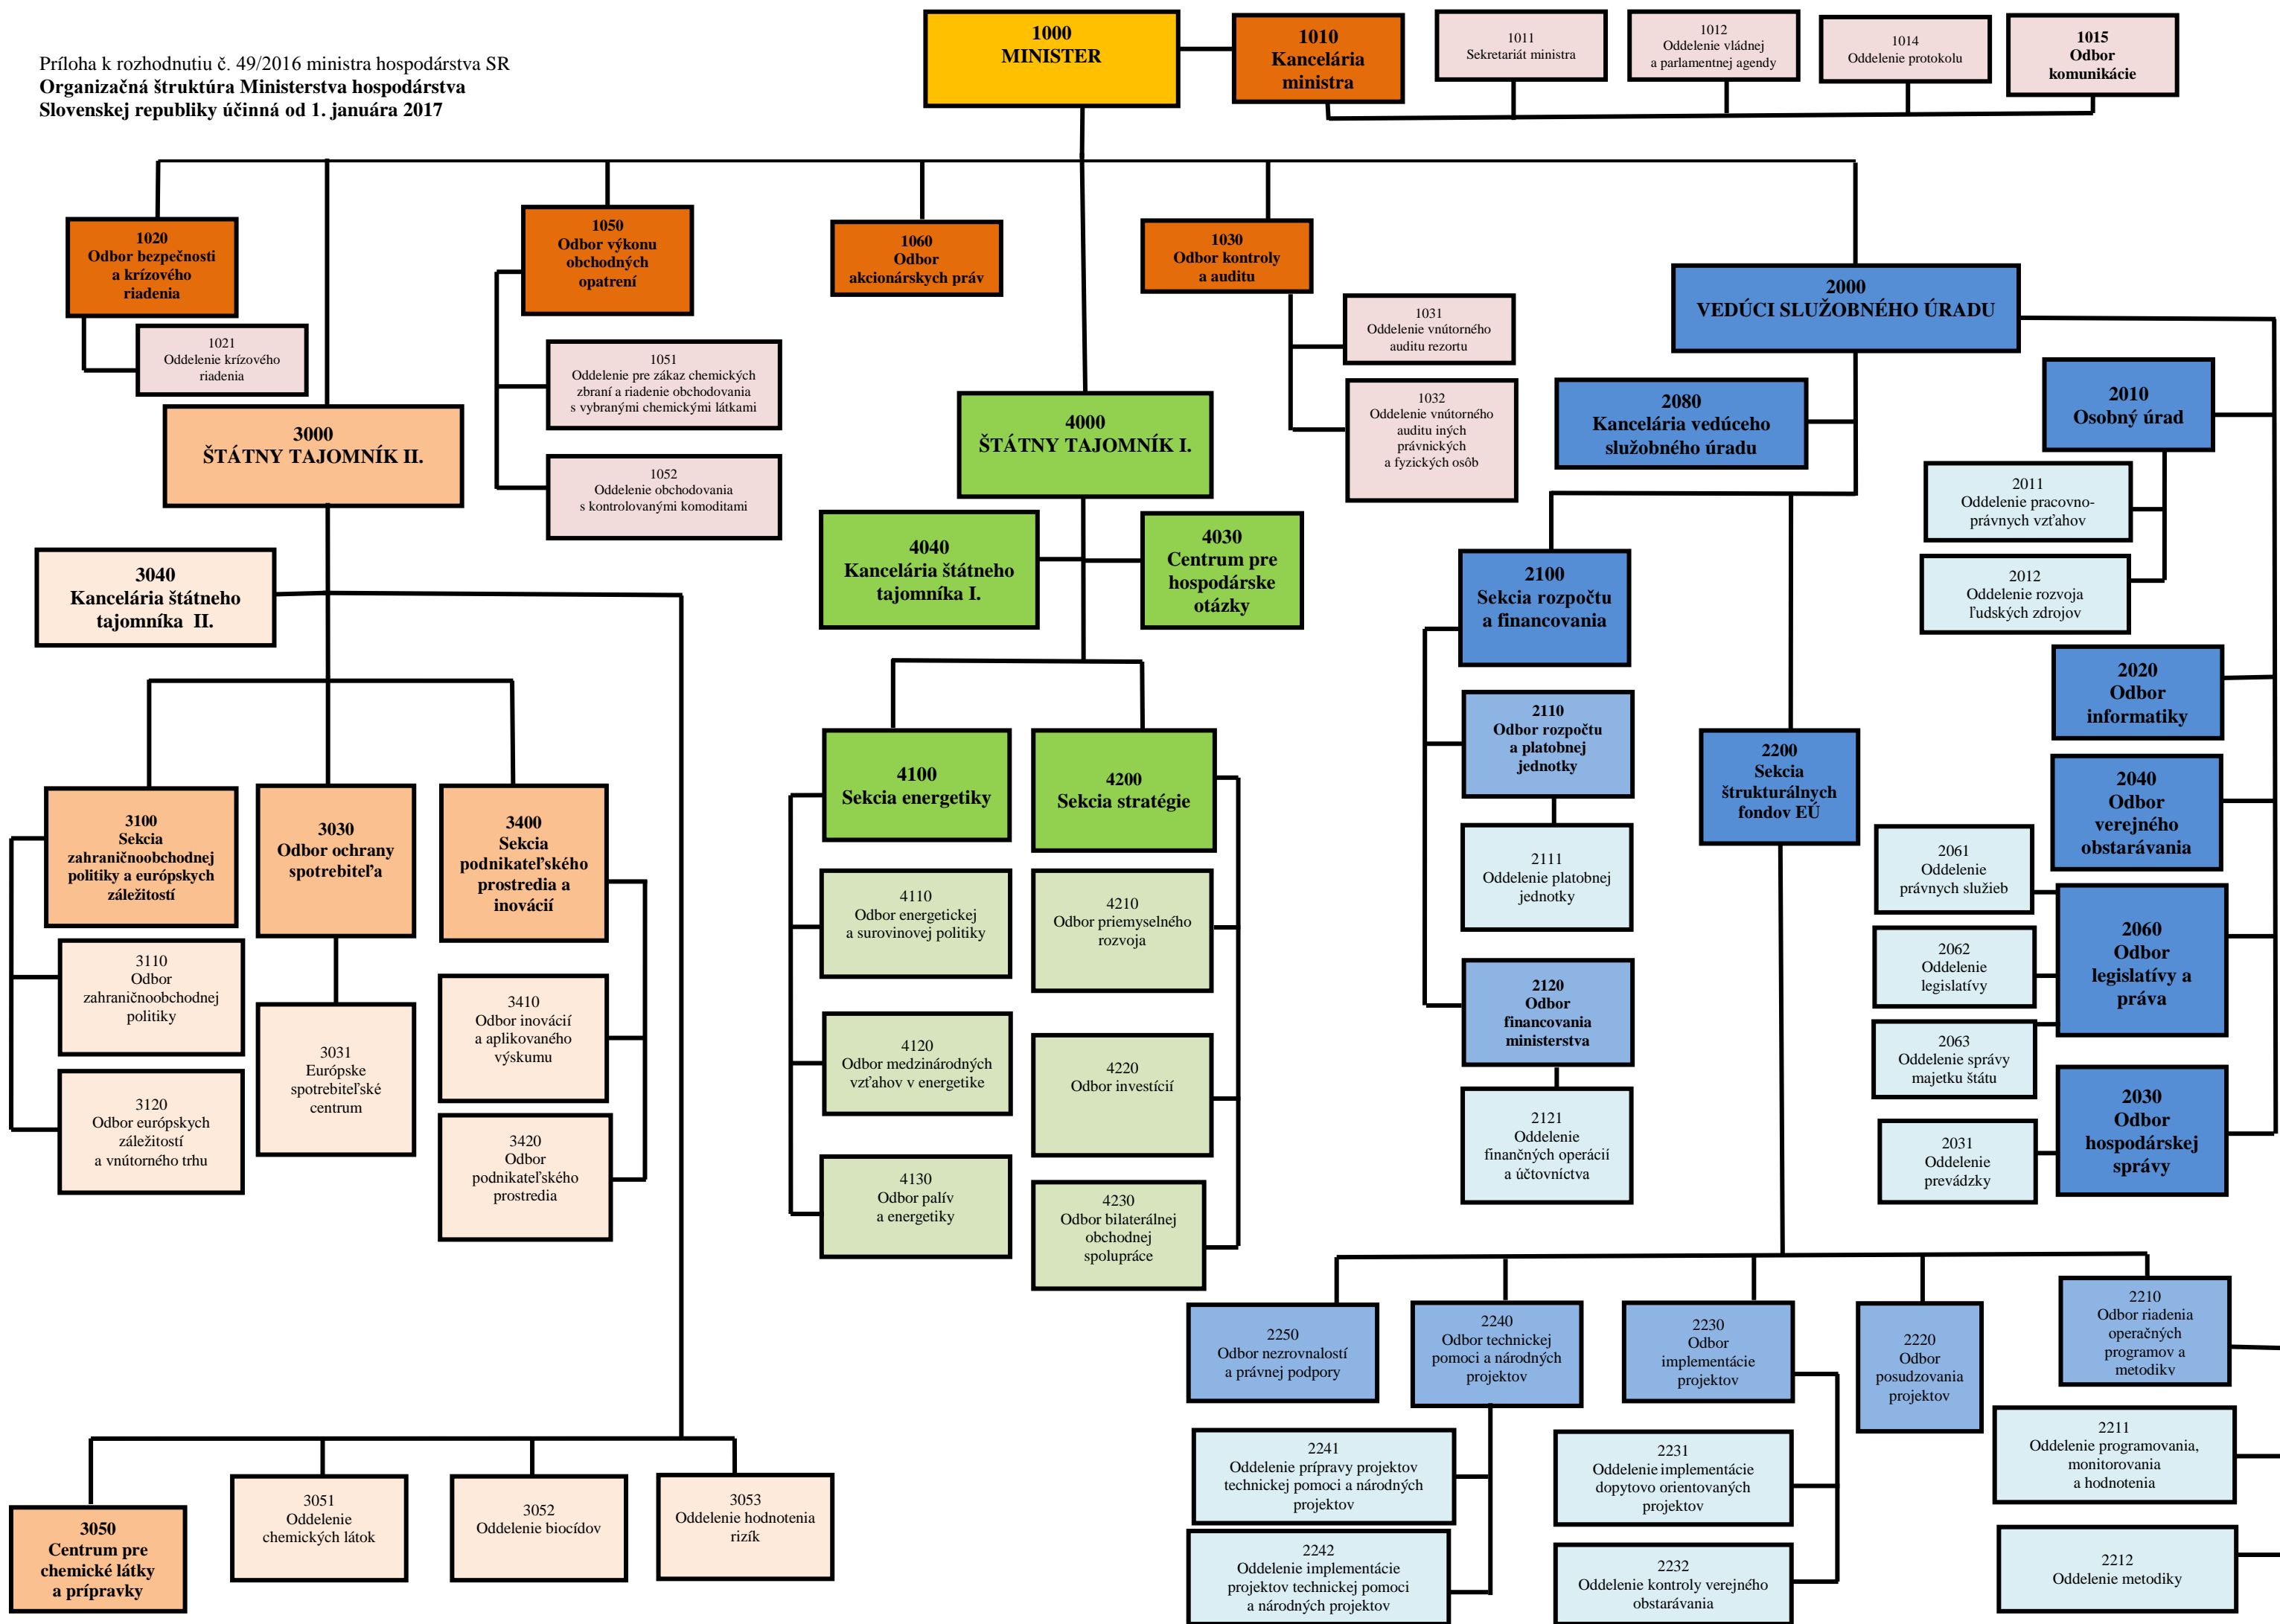 Príloha k rozhodnutiu č. 49/2016 ministra hospodárstva SR
Organizačná štruktúra Ministerstva hospodárstva
Slovenskej republiky účinná od 1. januára 2017
1000
MINISTER
1010
Kancelária
ministra
1011
Sekretariát ministra
1012
Oddelenie vládnej
a parlamentnej agendy
1014
Oddelenie protokolu
1015
Odbor
komunikácie
1020
Odbor bezpečnosti
a krízového
riadenia
1021
Oddelenie krízového
riadenia
1050
Odbor výkonu
obchodných
opatrení
1051
Oddelenie pre zákaz chemických
zbraní a riadenie obchodovania
s vybranými chemickými látkami
1052
Oddelenie obchodovania
s kontrolovanými komoditami
1060
Odbor
akcionárskych práv
1030
Odbor kontroly
a auditu
1031
Oddelenie vnútorného
auditu rezortu
1032
Oddelenie vnútorného
auditu iných
právnických
a fyzických osôb
2000
VEDÚCI SLUŽOBNÉHO ÚRADU
2080
Kancelária vedúceho
služobného úradu
2010
Osobný úrad
2011
Oddelenie pracovno-
právnych vzťahov
2012
Oddelenie rozvoja
ľudských zdrojov
2020
Odbor
informatiky
2040
Odbor
verejného
obstarávania
2061
Oddelenie
právnych služieb
2062
Oddelenie
legislatívy
2063
Oddelenie správy
majetku štátu
2060
Odbor
legislatívy a
práva
2030
Odbor
hospodárskej
správy
2031
Oddelenie
prevádzky
3000
ŠTÁTNY TAJOMNÍK II.
3040
Kancelária štátneho
tajomníka  II.
3100
Sekcia
zahraničnoobchodnej
politiky a európskych
záležitostí
3110
Odbor
zahraničnoobchodnej
politiky
3120
Odbor európskych
záležitostí
a vnútorného trhu
3030
Odbor ochrany
spotrebiteľa
3031
Európske
spotrebiteľské
centrum
3400
Sekcia
podnikateľského
prostredia a
inovácií
3410
Odbor inovácií
a aplikovaného
výskumu
3420
Odbor
podnikateľského
prostredia
3050
Centrum pre
chemické látky
a prípravky
3051
Oddelenie
chemických látok
3052
Oddelenie biocídov
3053
Oddelenie hodnotenia
rizík
4000
ŠTÁTNY TAJOMNÍK I.
4040
Kancelária štátneho
tajomníka I.
4030
Centrum pre
hospodárske
otázky
4100
Sekcia energetiky
4110
Odbor energetickej
a surovinovej politiky
4120
Odbor medzinárodných
vzťahov v energetike
4130
Odbor palív
a energetiky
4200
Sekcia stratégie
4210
Odbor priemyselného
rozvoja
4220
Odbor investícií
4230
Odbor bilaterálnej
obchodnej
spolupráce
2100
Sekcia rozpočtu
a financovania
2110
Odbor rozpočtu
a platobnej
jednotky
2111
Oddelenie platobnej
jednotky
2120
Odbor
financovania
ministerstva
2121
Oddelenie
finančných operácií
a účtovníctva
2200
Sekcia
štrukturálnych
fondov EÚ
2250
Odbor nezrovnalostí
a právnej podpory
2240
Odbor technickej
pomoci a národných
projektov
2241
Oddelenie prípravy projektov
technickej pomoci a národných
projektov
2242
Oddelenie implementácie
projektov technickej pomoci
a národných projektov
2230
Odbor
implementácie
projektov
2231
Oddelenie implementácie
dopytovo orientovaných
projektov
2232
Oddelenie kontroly verejného
obstarávania
2220
Odbor
posudzovania
projektov
2210
Odbor riadenia
operačných
programov a
metodiky
2211
Oddelenie programovania,
monitorovania
a hodnotenia
2212
Oddelenie metodiky